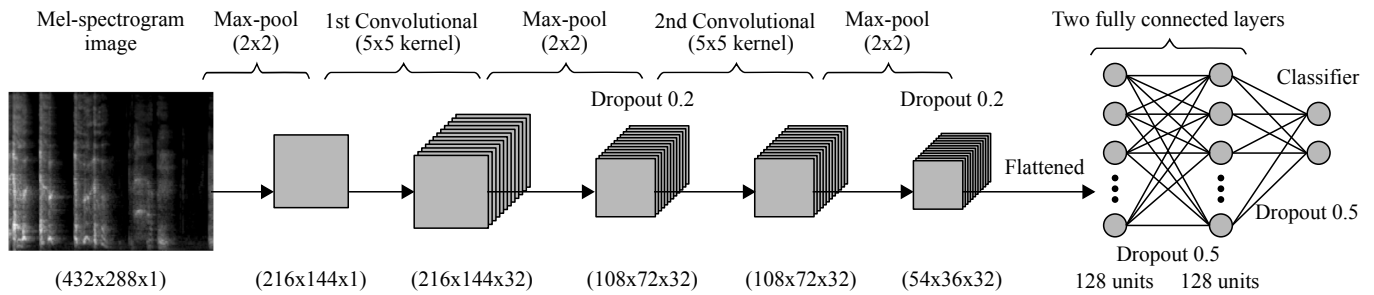 Mel-spectrogram
image
Max-pool
(2x2)
1st Convolutional
(5x5 kernel)
Max-pool
(2x2)
2nd Convolutional
(5x5 kernel)
Max-pool
(2x2)
Two fully connected layers
Dropout 0.2
Dropout 0.2
Classifier
Flattened
Dropout 0.5
Dropout 0.5
(432x288x1)
(216x144x1)
(216x144x32)
(108x72x32)
(108x72x32)
(54x36x32)
128 units
128 units